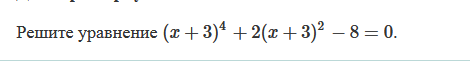 Решите уравнение (x + 3)⁴ + 2(x + 3)² − 8 = 0.